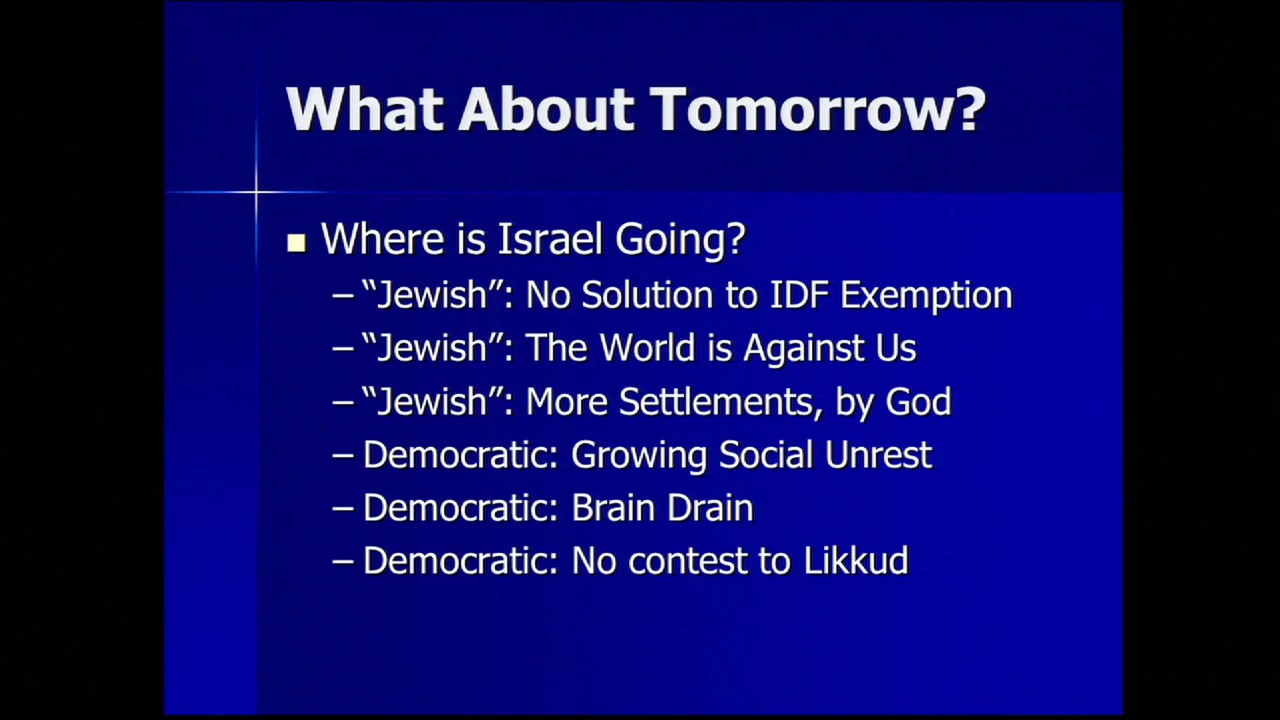 What About Tomorrow?
Where is Israel Going?
– “Jewish”: No Solution to IDF Exemption
– “Jewish”: The World is Against Us
– “Jewish”: More Settlements, by God
– Democratic: Growing Social Unrest
– Democratic: Brain Drain
– Democratic: No contest to Likkud